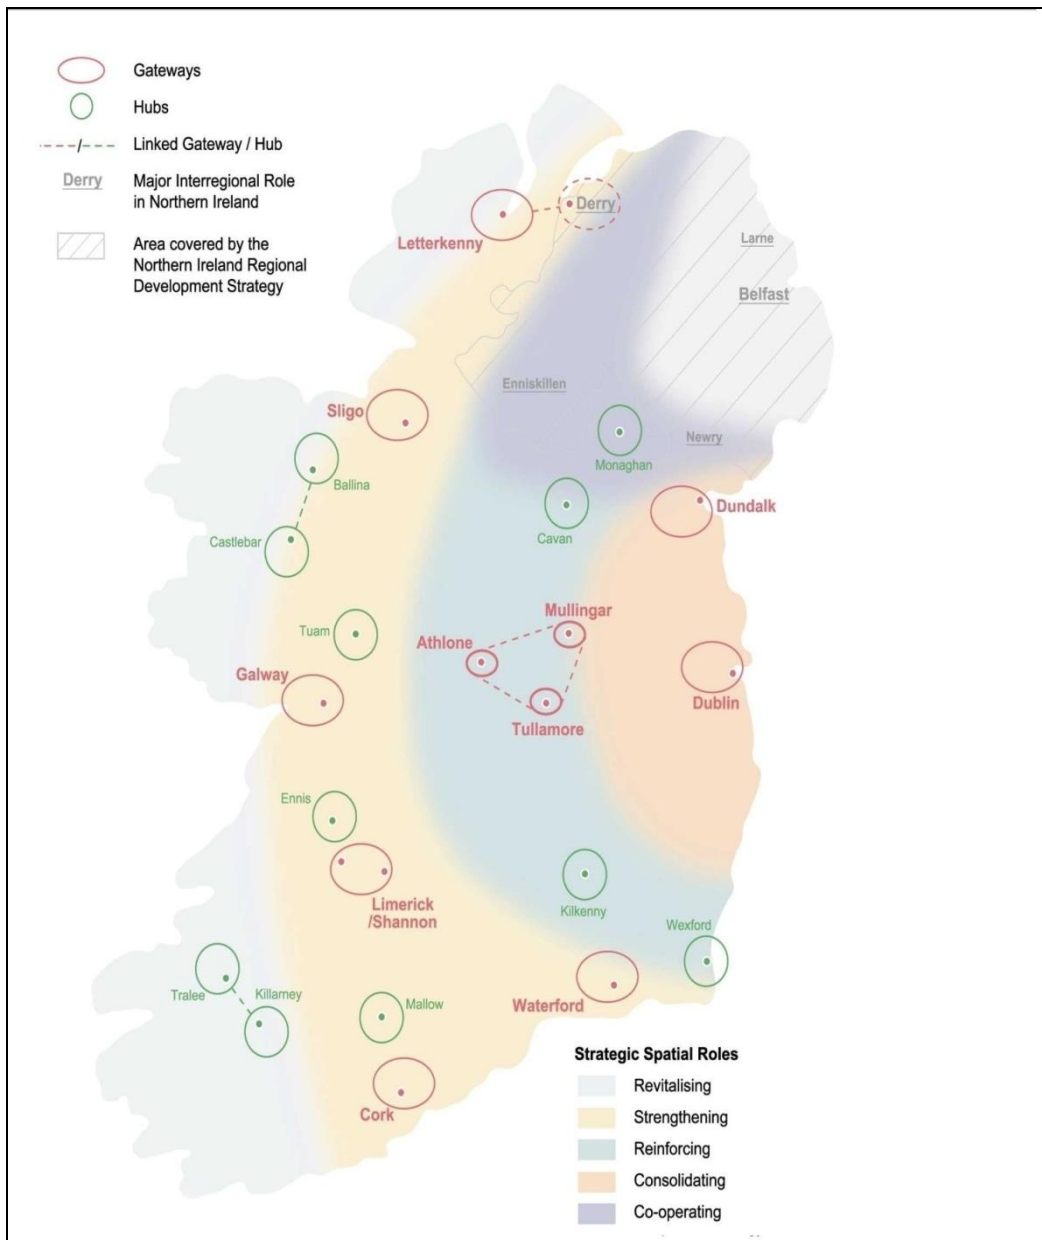 Gateways
Hubs
Linked Gateway / Hub
Derry
Major Interregional Role
in Northern Ireland
Area covered by the
Northern Ireland Regional
Development Strategy
Derry
Letterkenny
Larne
Belfast
Enniskillen
Sligo
Newry
Monaghan
Ballina
Dundalk
Castlebar
Cavan
Mullingar
Tuam
Athlone
Galway
Dublin
Tullamore
Ennis
Limerick
/Shannon
Kilkenny
Wexford
Tralee
Killarney
Mallow
Waterford
Cork
Strategic Spatial Roles
Revitalising
Strengthening
Reinforcing
Consolidating
Co-operating